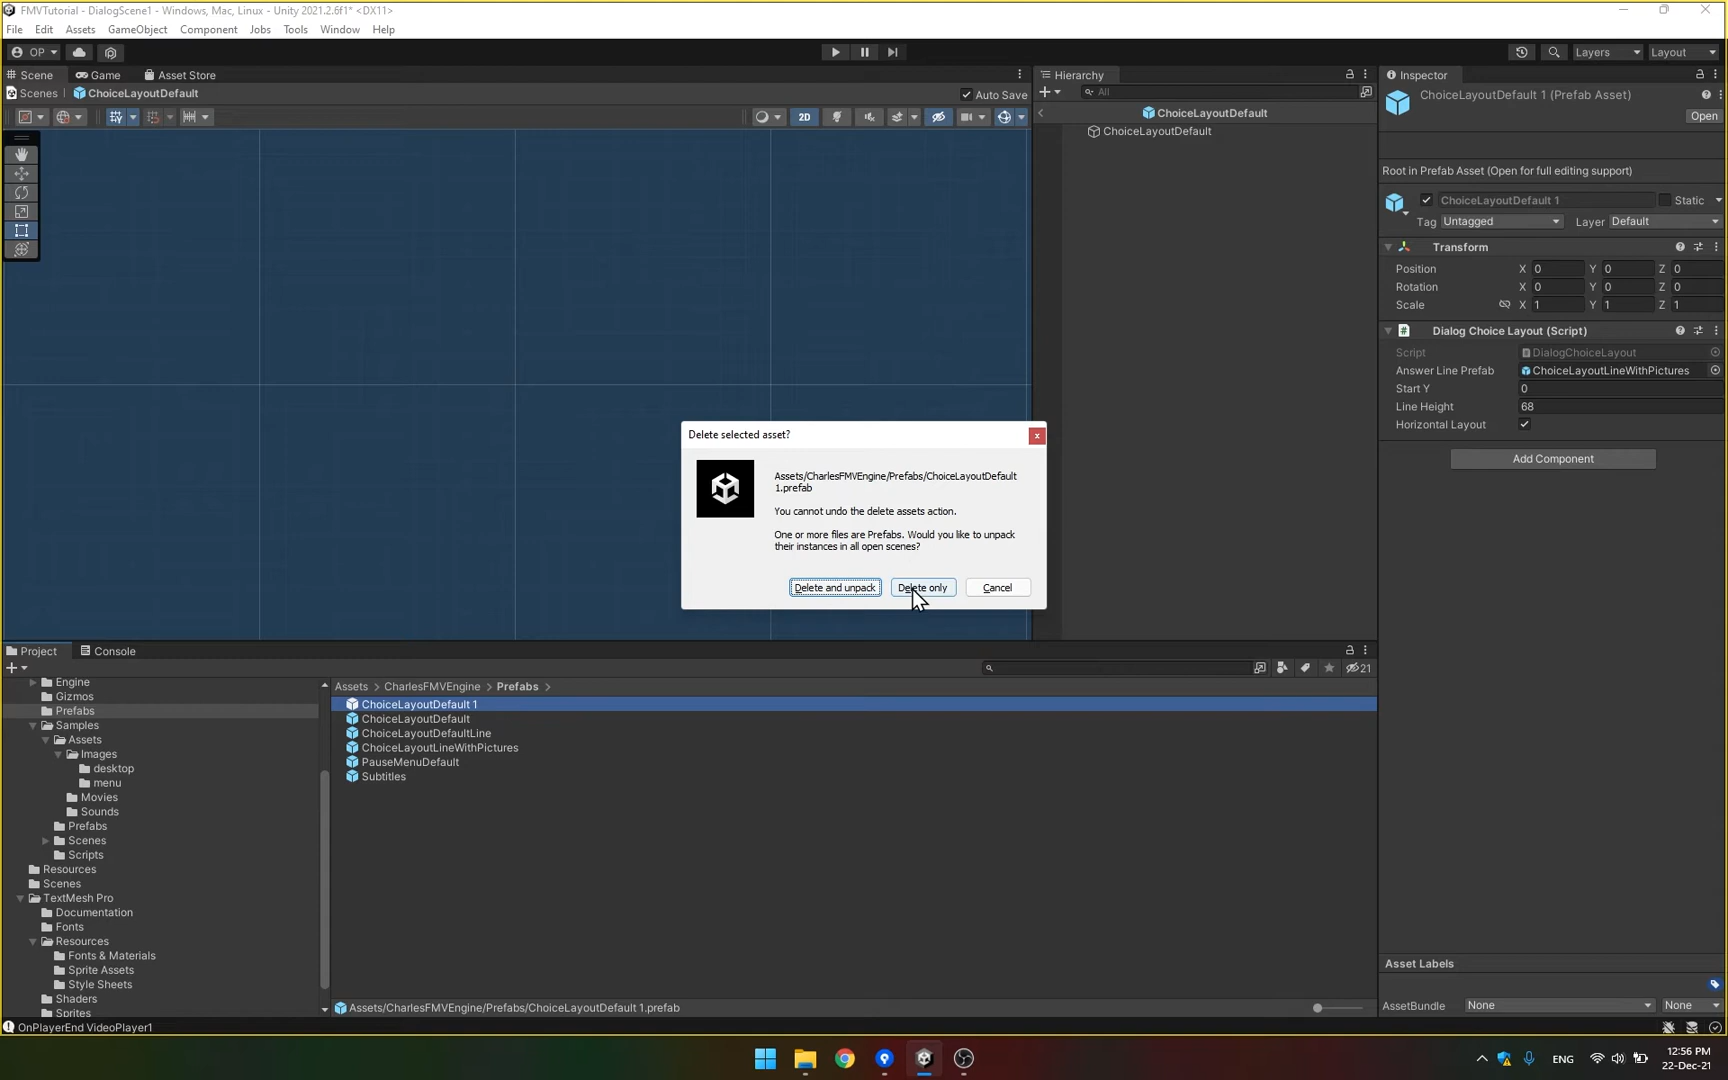 FMVTutorial - DialogScene1 - Windows, Mac, Linux - Unity 2021.2.6f1* <DX11>
File Edit Assets GameObject Component Jobs Tools Window Help
OP Layers Layout
Scene Game Asset Store
Scenes ChoiceLayoutDefault Auto Save
2D
Hierarchy
All
ChoiceLayoutDefault
ChoiceLayoutDefault
Inspector
ChoiceLayoutDefault 1 (Prefab Asset)
Open
Root in Prefab Asset (Open for full editing support)
ChoiceLayoutDefault 1 Static
Tag Untagged Layer Default
Transform
Position X 0 Y 0 Z 0
Rotation X 0 Y 0 Z 0
Scale X 1 Y 1 Z 1
# Dialog Choice Layout (Script)
Script DialogChoiceLayout
Answer Line Prefab ChoiceLayoutLineWithPictures
Start Y 0
Line Height 68
Horizontal Layout
Add Component
Asset Labels
AssetBundle None None
Delete selected asset?
Assets/CharlesFMVEngine/Prefabs/ChoiceLayoutDefault
1.prefab
You cannot undo the delete assets action.
One or more files are Prefabs. Would you like to unpack
their instances in all open scenes?
Delete and unpack Delete only Cancel
Project Console
21
Engine
Gizmos
Prefabs
Samples
Assets
Images
desktop
menu
Movies
Sounds
Prefabs
Scenes
Scripts
Resources
Scenes
TextMesh Pro
Documentation
Fonts
Resources
Fonts & Materials
Sprite Assets
Style Sheets
Shaders
Sprites
Assets > CharlesFMVEngine > Prefabs >
ChoiceLayoutDefault 1
ChoiceLayoutDefault
ChoiceLayoutDefaultLine
ChoiceLayoutLineWithPictures
PauseMenuDefault
Subtitles
Assets/CharlesFMVEngine/Prefabs/ChoiceLayoutDefault 1.prefab
OnPlayerEnd VideoPlayer1
ENG
12:56 PM
22-Dec-21